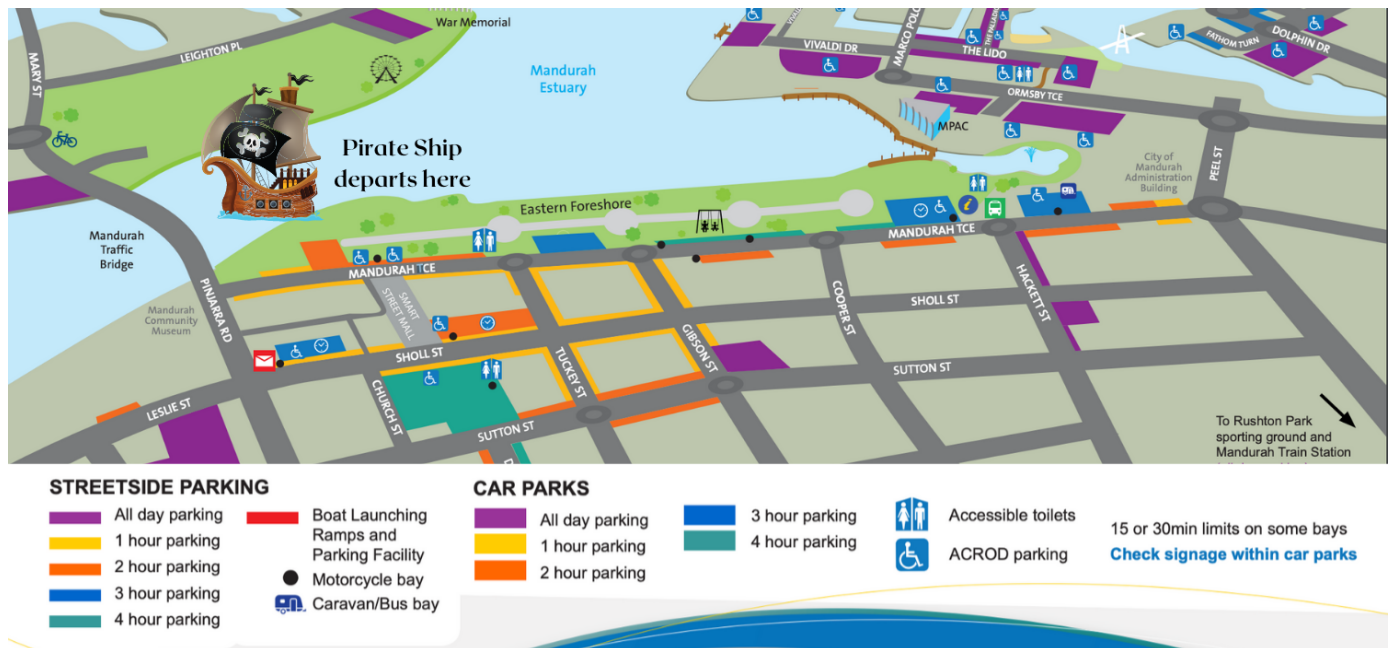 War Memorial
LEIGHTON PL
MARY ST
Mandurah
Estuary
VIVALDI DR
MARCO POLO
THE PALLADIO
THE LIDO
FATHOM TURN
DOLPHIN DR
ORMSBY TCE
MPAC
PEEL ST
City of
Mandurah
Administration
Building
Pirate Ship
departs here
Eastern Foreshore
i
Mandurah
Traffic
Bridge
MANDURAH TCE
MANDURAH TCE
PINJARRA RD
Mandurah
Community
Museum
SMART
STREET MALL
SHOLL ST
SHOLL ST
HACKETT ST
COOPER ST
GIBSON ST
TUCKEY ST
CHURCH ST
LESLIE ST
SUTTON ST
SUTTON ST
To Rushton Park
sporting ground and
Mandurah Train Station
STREETSIDE PARKING
All day parking
1 hour parking
2 hour parking
3 hour parking
4 hour parking
Boat Launching
Ramps and
Parking Facility
Motorcycle bay
Caravan/Bus bay
CAR PARKS
All day parking
1 hour parking
2 hour parking
3 hour parking
4 hour parking
Accessible toilets
ACROD parking
15 or 30min limits on some bays
Check signage within car parks